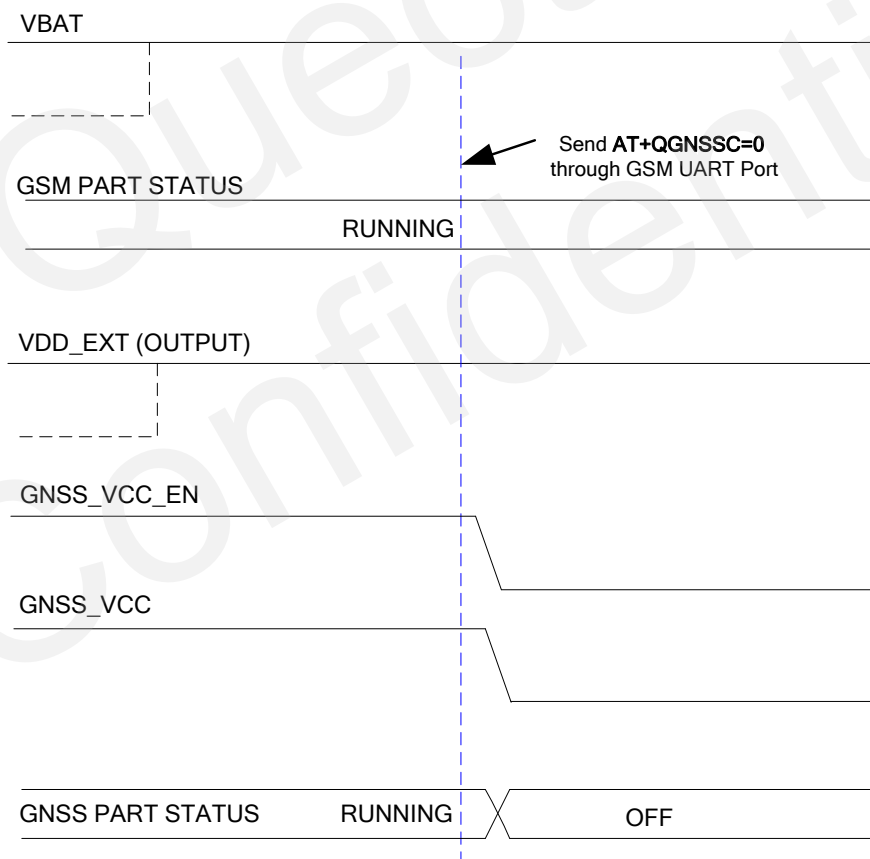 VBAT
Send AT+QGNSSC=0
through GSM UART Port
GSM PART STATUS
RUNNING
VDD_EXT (OUTPUT)
GNSS_VCC_EN
GNSS_VCC
GNSS PART STATUS RUNNING OFF